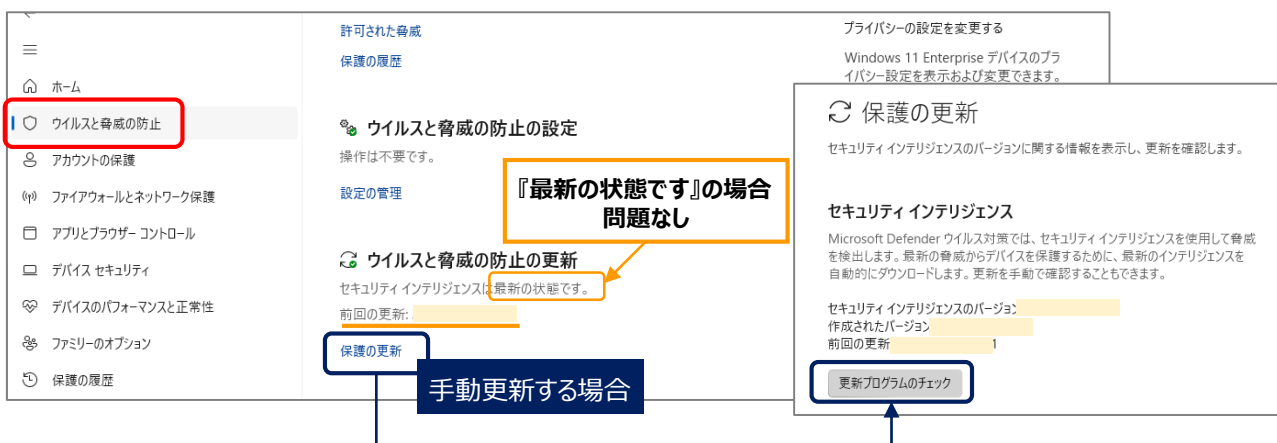 許可された脅威
保護の履歴
ホーム
ウイルスと脅威の防止
アカウントの保護
ファイアウォールとネットワーク保護
アプリとブラウザー コントロール
デバイス セキュリティ
デバイスのパフォーマンスと正常性
ファミリーのオプション
保護の履歴
ウイルスと脅威の防止の設定
操作は不要です。
設定の管理
『最新の状態です』の場合
問題なし
ウイルスと脅威の防止の更新
セキュリティ インテリジェンスは最新の状態です。
前回の更新:
保護の更新
手動更新する場合
プライバシーの設定を変更する
Windows 11 Enterprise デバイスのプラ
イバシー設定を表示および変更できます。
保護の更新
セキュリティ インテリジェンスのバージョンに関する情報を表示し、更新を確認します。
セキュリティ インテリジェンス
Microsoft Defender ウイルス対策では、セキュリティ インテリジェンスを使用して脅威
を検出します。最新の脅威からデバイスを保護するために、最新のインテリジェンスを
自動的にダウンロードします。更新を手動で確認することもできます。
セキュリティ インテリジェンスのバージョン
作成されたバージョン
前回の更新 1
更新プログラムのチェック